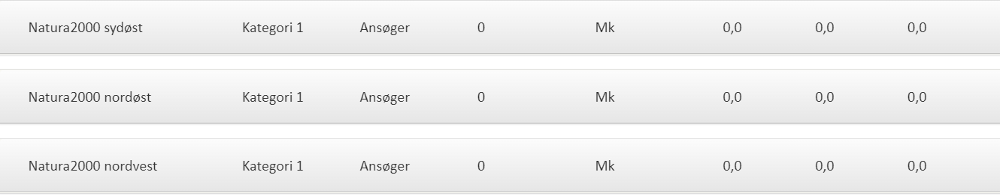 Natura2000 sydøst Kategori 1 Ansøger 0 Mk 0,0 0,0 0,0
Natura2000 nordøst Kategori 1 Ansøger 0 Mk 0,0 0,0 0,0
Natura2000 nordvest Kategori 1 Ansøger 0 Mk 0,0 0,0 0,0